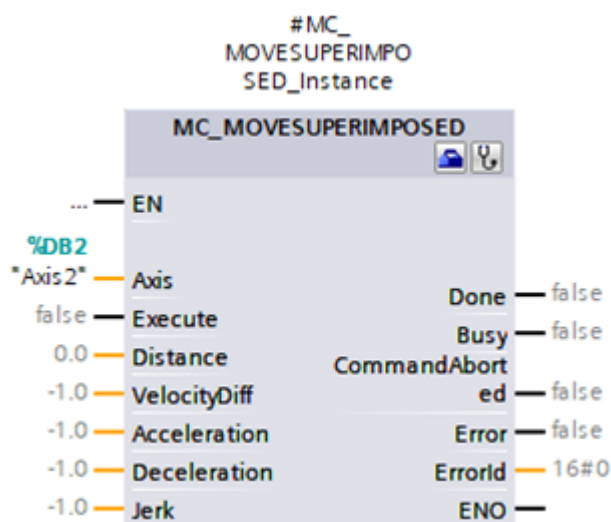 #MC_
MOVESUPERIMPO
SED_Instance
MC_MOVESUPERIMPOSED
... EN
%DB2
"Axis2" Axis
Done false
false Execute
Busy false
0.0 Distance
CommandAbort
ed false
-1.0 VelocityDiff
-1.0 Acceleration
Error false
-1.0 Deceleration
ErrorId 16#0
-1.0 Jerk
ENO